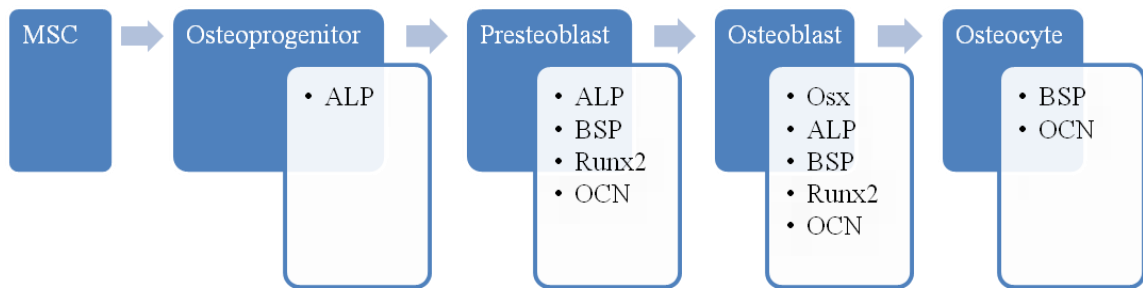 MSC
Osteoprogenitor
• ALP
Presteoblast
• ALP
• BSP
• Runx2
• OCN
Osteoblast
• Osx
• ALP
• BSP
• Runx2
• OCN
Osteocyte
• BSP
• OCN